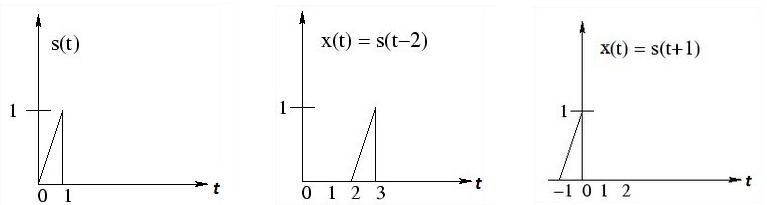 s(t)
1
0 1
t
x(t) = s(t−2)
1
0 1 2 3
t
x(t) = s(t+1)
1
−1 0 1 2
t